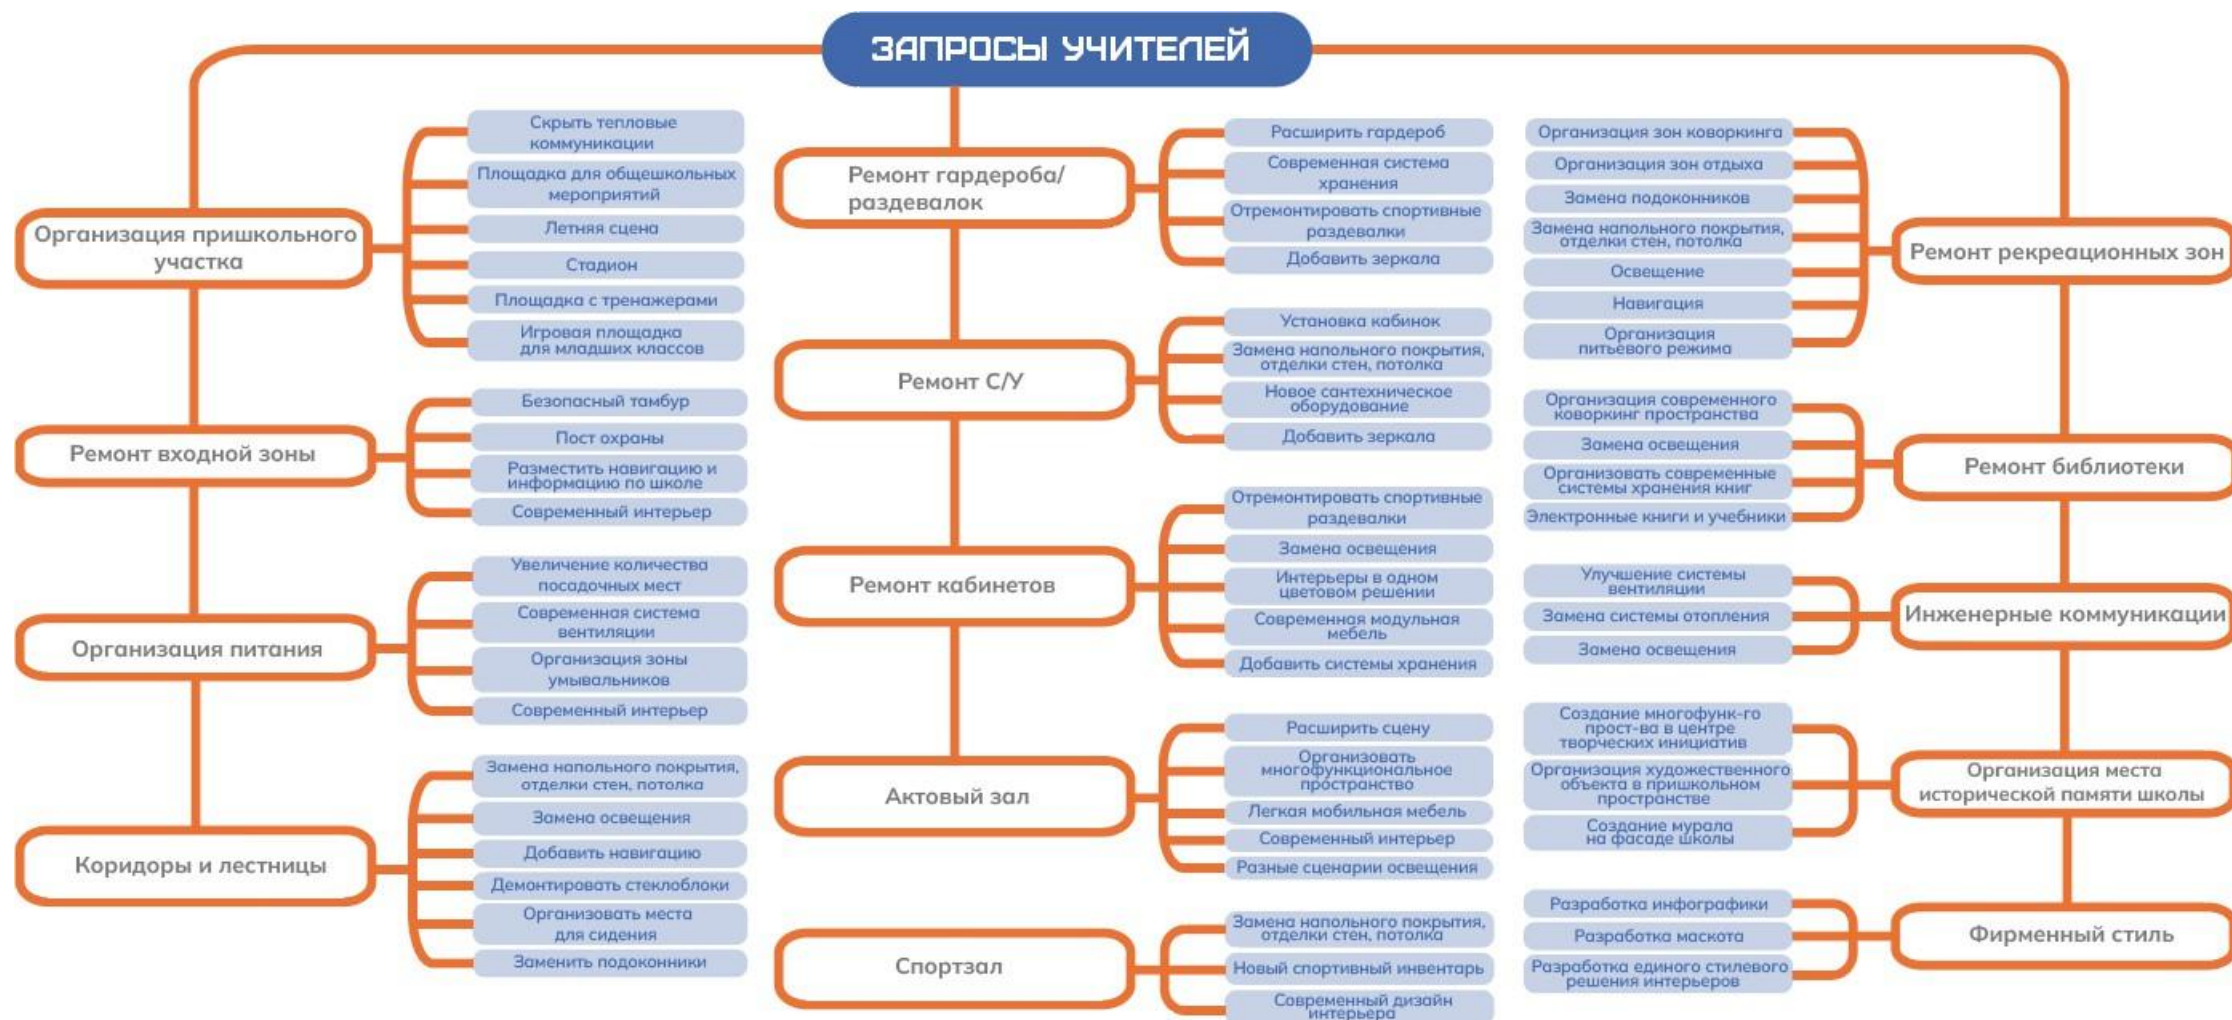 ЗАПРОСЫ УЧИТЕЛЕЙ
Организация пришкольного
участка
Скрыть тепловые
коммуникации
Площадка для общешкольных
мероприятий
Летняя сцена
Стадион
Площадка с тренажерами
Игровая площадка
для младших классов
Ремонт входной зоны
Безопасный тамбур
Пост охраны
Разместить навигацию и
информацию по школе
Современный интерьер
Организация питания
Увеличение количества
посадочных мест
Современная система
вентиляции
Организация зоны
умывальников
Современный интерьер
Коридоры и лестницы
Замена напольного покрытия,
отделки стен, потолка
Замена освещения
Добавить навигацию
Демонтировать стеклоблоки
Организовать места
для сидения
Заменить подоконники
Ремонт гардероба/
раздевалок
Расширить гардероб
Современная система
хранения
Отремонтировать спортивные
раздевалки
Добавить зеркала
Ремонт С/У
Установка кабинок
Замена напольного покрытия,
отделки стен, потолка
Новое сантехническое
оборудование
Добавить зеркала
Ремонт кабинетов
Отремонтировать спортивные
раздевалки
Замена освещения
Интерьеры в одном
цветовом решении
Современная модульная
мебель
Добавить системы хранения
Актовый зал
Расширить сцену
Организовать
многофункциональное
пространство
Легкая мобильная мебель
Современный интерьер
Разные сценарии освещения
Спортзал
Замена напольного покрытия,
отделки стен, потолка
Новый спортивный инвентарь
Современный дизайн
интерьера
Ремонт рекреационных зон
Организация зон коворкинга
Организация зон отдыха
Замена подоконников
Замена напольного покрытия,
отделки стен, потолка
Освещение
Навигация
Организация
питьевого режима
Ремонт библиотеки
Организация современного
коворкинг пространства
Замена освещения
Организовать современные
системы хранения книг
Электронные книги и учебники
Инженерные коммуникации
Улучшение системы
вентиляции
Замена системы отопления
Замена освещения
Организация места
исторической памяти школы
Создание многофунк-го
прост-ва в центре
творческих инициатив
Организация художественного
объекта в пришкольном
пространстве
Создание мурала
на фасаде школы
Фирменный стиль
Разработка инфографики
Разработка маскота
Разработка единого стилевого
решения интерьеров